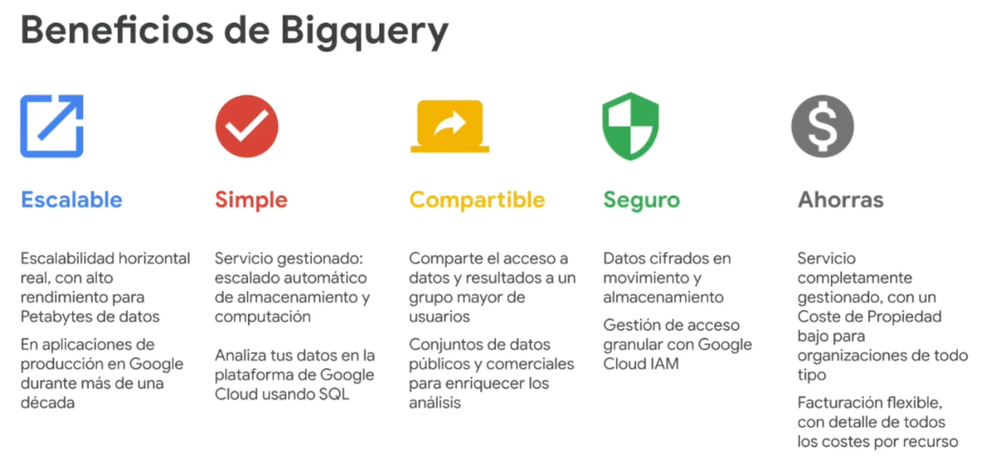 Beneficios de Bigquery
Escalable
Escalabilidad horizontal
real, con alto
rendimiento para
Petabytes de datos
En aplicaciones de
producción en Google
durante más de una
década
Simple
Servicio gestionado:
escalado automático
de almacenamiento y
computación
Analiza tus datos en la
plataforma de Google
Cloud usando SQL
Compartible
Comparte el acceso a
datos y resultados a un
grupo mayor de
usuarios
Conjuntos de datos
públicos y comerciales
para enriquecer los
análisis
Seguro
Datos cifrados en
movimiento y
almacenamiento
Gestión de acceso
granular con Google
Cloud IAM
$
Ahorras
Servicio
completamente
gestionado, con un
Coste de Propiedad
bajo para
organizaciones de todo
tipo
Facturación flexible,
con detalle de todos
los costes por recurso